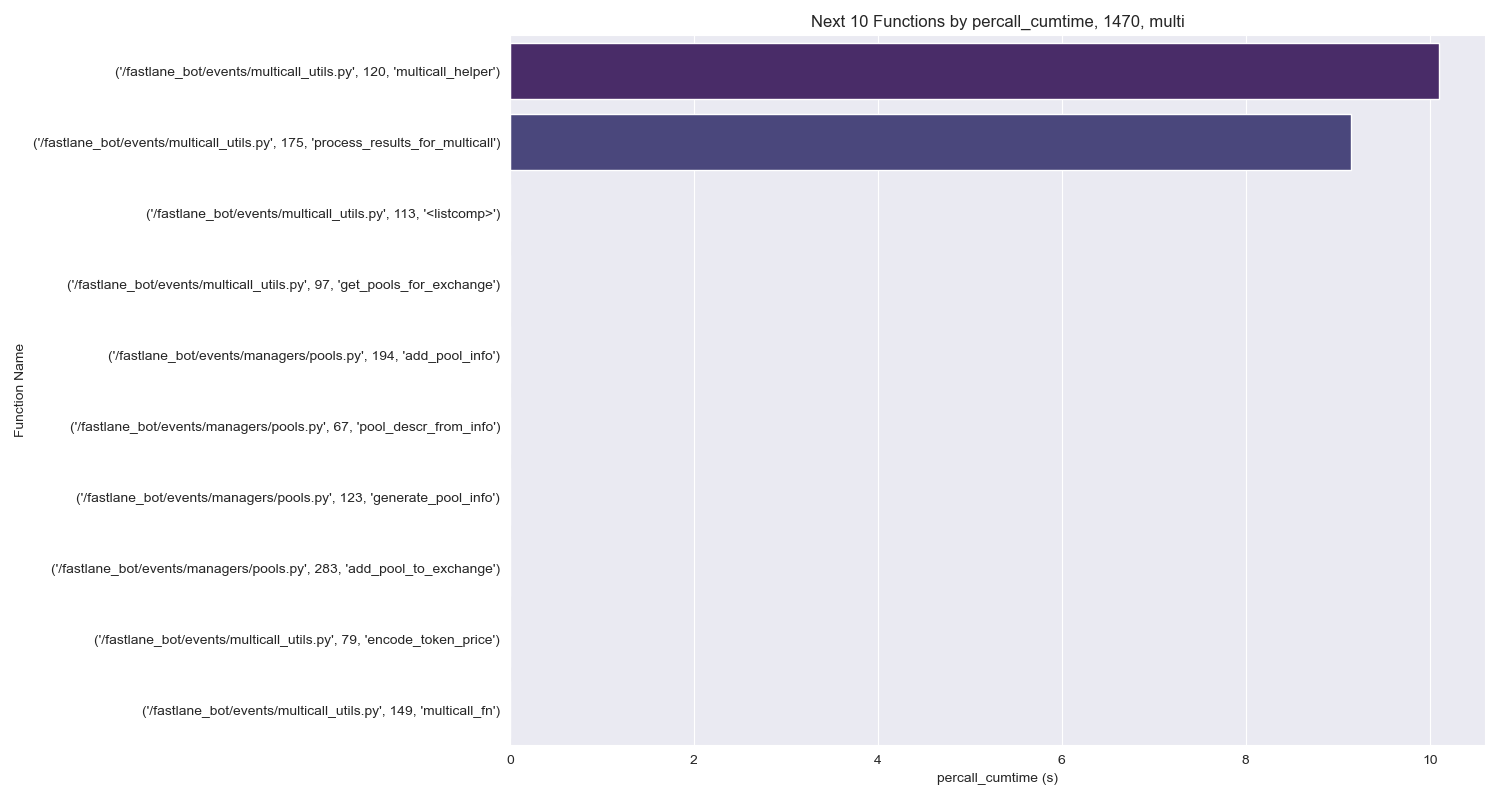 Next 10 Functions by percall_cumtime, 1470, multi
('/fastlane_bot/events/multicall_utils.py', 120, 'multicall_helper')
('/fastlane_bot/events/multicall_utils.py', 175, 'process_results_for_multicall')
('/fastlane_bot/events/multicall_utils.py', 113, '<listcomp>')
('/fastlane_bot/events/multicall_utils.py', 97, 'get_pools_for_exchange')
('/fastlane_bot/events/managers/pools.py', 194, 'add_pool_info')
('/fastlane_bot/events/managers/pools.py', 67, 'pool_descr_from_info')
('/fastlane_bot/events/managers/pools.py', 123, 'generate_pool_info')
('/fastlane_bot/events/managers/pools.py', 283, 'add_pool_to_exchange')
('/fastlane_bot/events/multicall_utils.py', 79, 'encode_token_price')
('/fastlane_bot/events/multicall_utils.py', 149, 'multicall_fn')
Function Name
0 2 4 6 8 10
percall_cumtime (s)